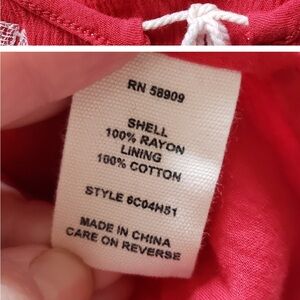 RN 58909
SHELL
100% RAYON
LINING
100% COTTON
STYLE 6C04H51
MADE IN CHINA
CARE ON REVERSE